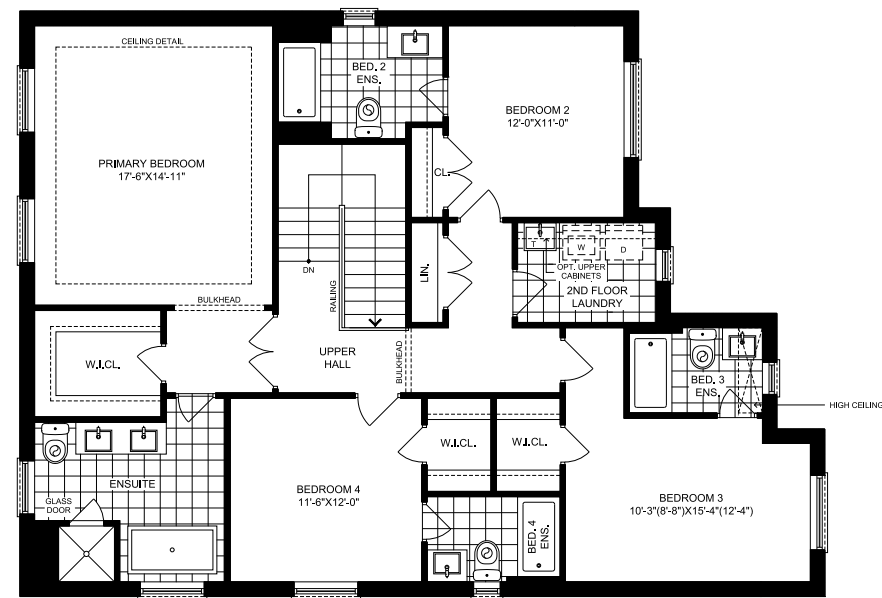 CEILING DETAIL
PRIMARY BEDROOM
17'-6"X14'-11"
BED. 2
ENS.
BEDROOM 2
12'-0"X11'-0"
CL.
LIN.
DN
RAILING
T
W
D
OPT. UPPER
CABINETS
2ND FLOOR
LAUNDRY
BULKHEAD
W.I.CL.
UPPER
HALL
BULKHEAD
BED. 3
ENS.
HIGH CEILING
W.I.CL.
W.I.CL.
ENSUITE
GLASS
DOOR
BEDROOM 4
11'-6"X12'-0"
BED. 4
ENS.
BEDROOM 3
10'-3"(8'-8")X15'-4"(12'-4")